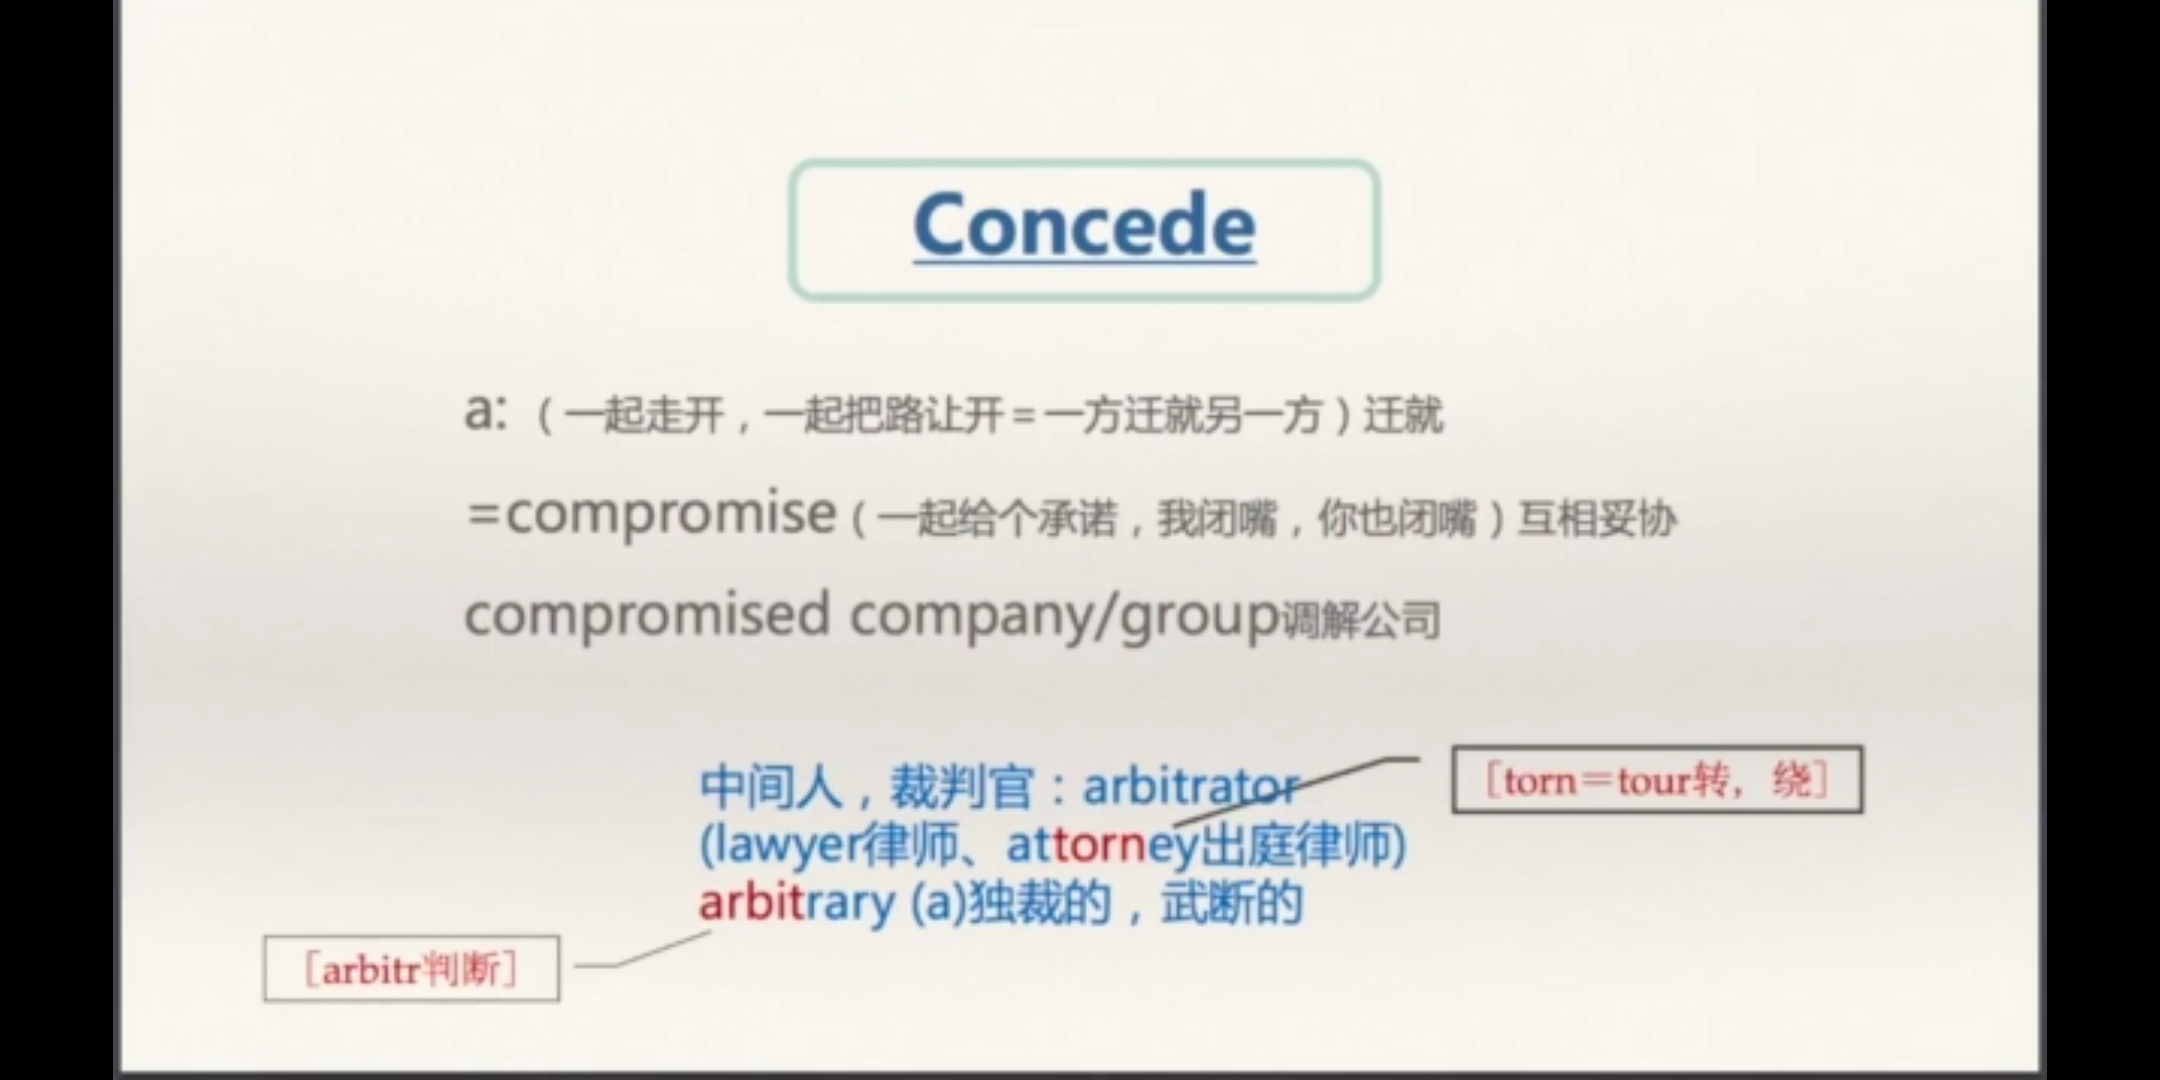 Concede
a:（一起走开，一起把路让开＝一方迁就另一方）迁就
=compromise（一起给个承诺，我闭嘴，你也闭嘴）互相妥协
compromised company/group调解公司
中间人，裁判官：arbitrator
［torn＝tour转，绕］
(lawyer律师、attorney出庭律师)
arbitrary (a)独裁的，武断的
［arbitr判断］